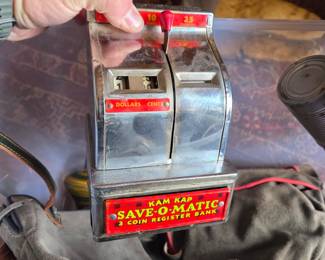 10 25
DOLLARS CENTS
KAM KAP
SAVE-O-MATIC
3 COIN REGISTER BANK